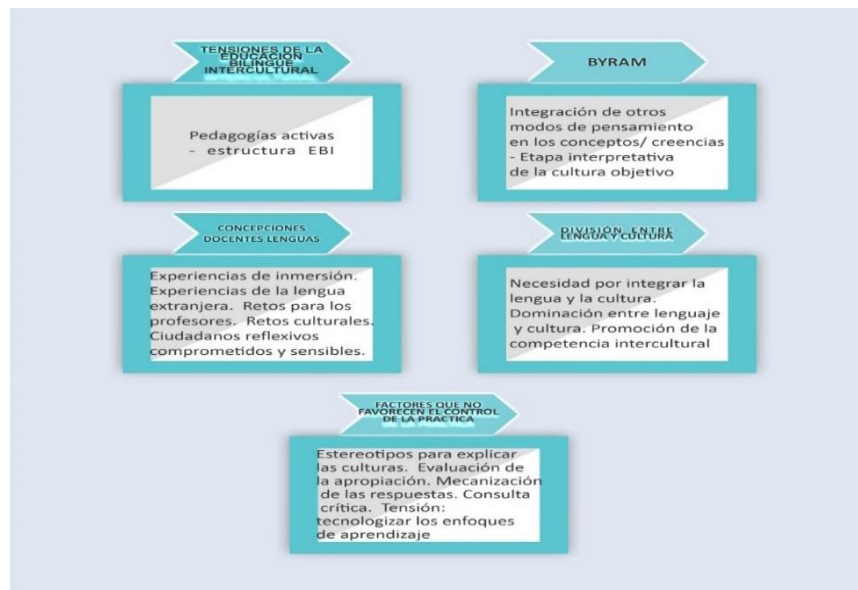 TENSIONES DE LA
EDUCACIÓN
BILINGÜE
INTERCULTURAL
Pedagogías activas
- estructura EBI
BYRAM
Integración de otros
modos de pensamiento
en los conceptos/ creencias
- Etapa interpretativa
de la cultura objetivo
CONCEPCIONES
DOCENTES LENGUAS
Experiencias de inmersión.
Experiencias de la lengua
extranjera. Retos para los
profesores. Retos culturales.
Ciudadanos reflexivos
comprometidos y sensibles.
DIVISIÓN ENTRE
LENGUA Y CULTURA
Necesidad por integrar la
lengua y la cultura.
Dominación entre lenguaje
y cultura. Promoción de la
competencia intercultural
FACTORES QUE NO
FAVORECEN EL CONTROL
DE LA PRACTICA
Estereotipos para explicar
las culturas. Evaluación de
la apropiación. Mecanización
de las respuestas. Consulta
crítica. Tensión:
tecnologizar los enfoques
de aprendizaje